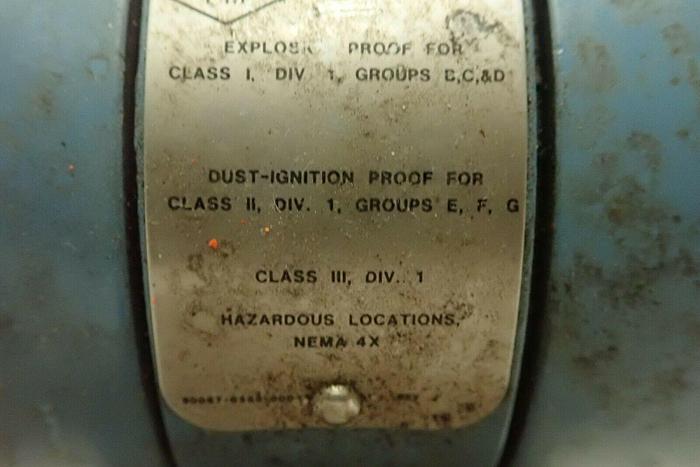 EXPLOSION PROOF FOR
CLASS I, DIV. 1, GROUPS B,C,&D
DUST-IGNITION PROOF FOR
CLASS II, DIV. 1, GROUPS E, F, G
CLASS III, DIV. 1
HAZARDOUS LOCATIONS,
NEMA 4X